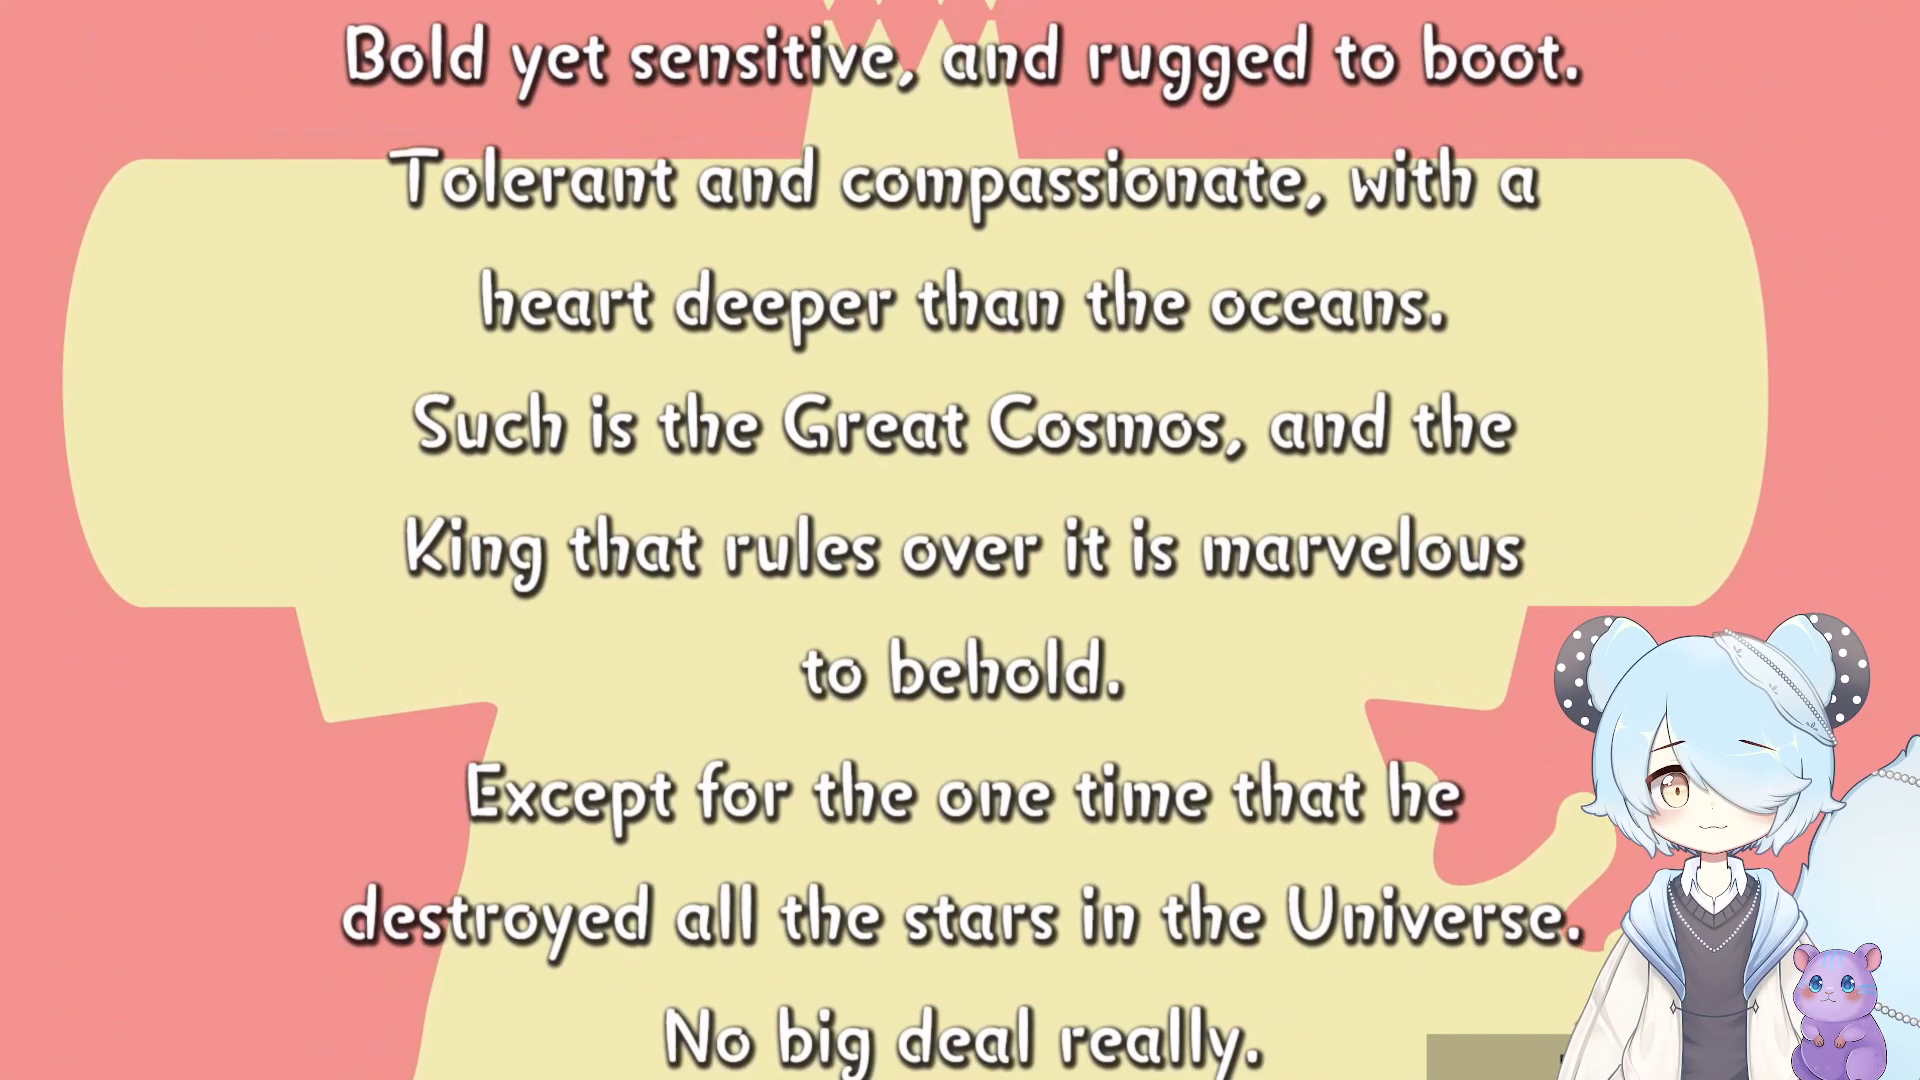 Bold yet sensitive, and rugged to boot.
Tolerant and compassionate, with a
heart deeper than the oceans.
Such is the Great Cosmos, and the
King that rules over it is marvelous
to behold.
Except for the one time that he
destroyed all the stars in the Universe.
No big deal really.